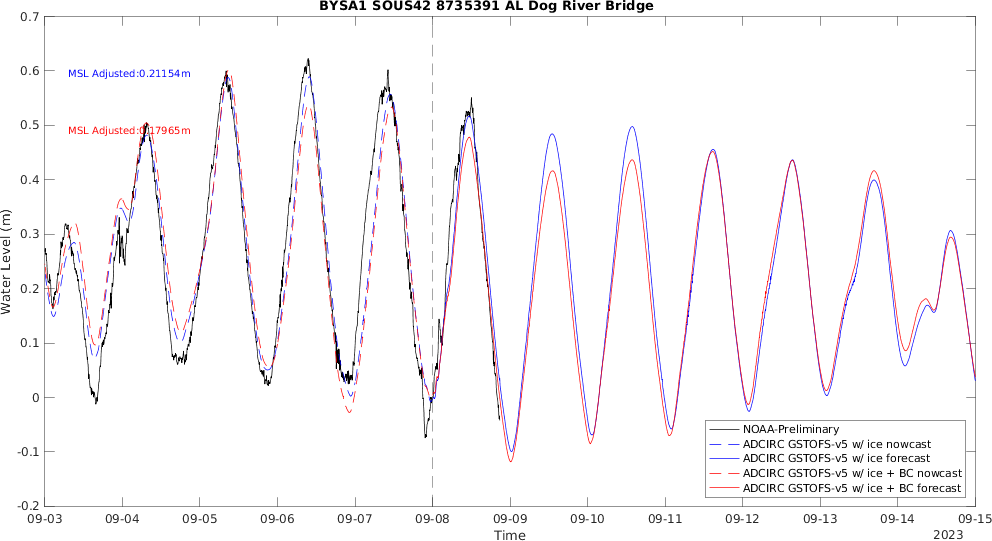 BYSA1 SOUS42 8735391 AL Dog River Bridge
0.7
0.6
0.5
0.4
0.3
0.2
0.1
0
-0.1
-0.2
Water Level (m)
MSL Adjusted:0.21154m
MSL Adjusted:0.17965m
NOAA-Preliminary
ADCIRC GSTOFS-v5 w/ ice nowcast
ADCIRC GSTOFS-v5 w/ ice forecast
ADCIRC GSTOFS-v5 w/ ice + BC nowcast
ADCIRC GSTOFS-v5 w/ ice + BC forecast
09-03 09-04 09-05 09-06 09-07 09-08 09-09 09-10 09-11 09-12 09-13 09-14 09-15
Time
2023